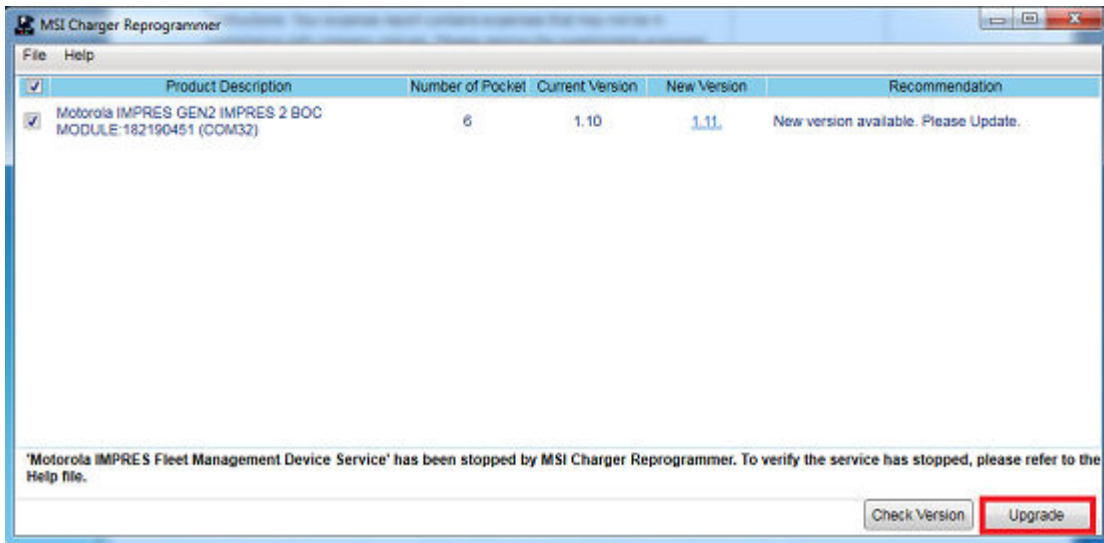 MSI Charger Reprogrammer
File Help
Product Description Number of Pocket Current Version New Version Recommendation
Motorola IMPRES GEN2 IMPRES 2 BOC
MODULE:182190451 (COM32) 6 1.10 1.11. New version available. Please Update.
'Motorola IMPRES Fleet Management Device Service' has been stopped by MSI Charger Reprogrammer. To verify the service has stopped, please refer to the
Help file.
Check Version Upgrade